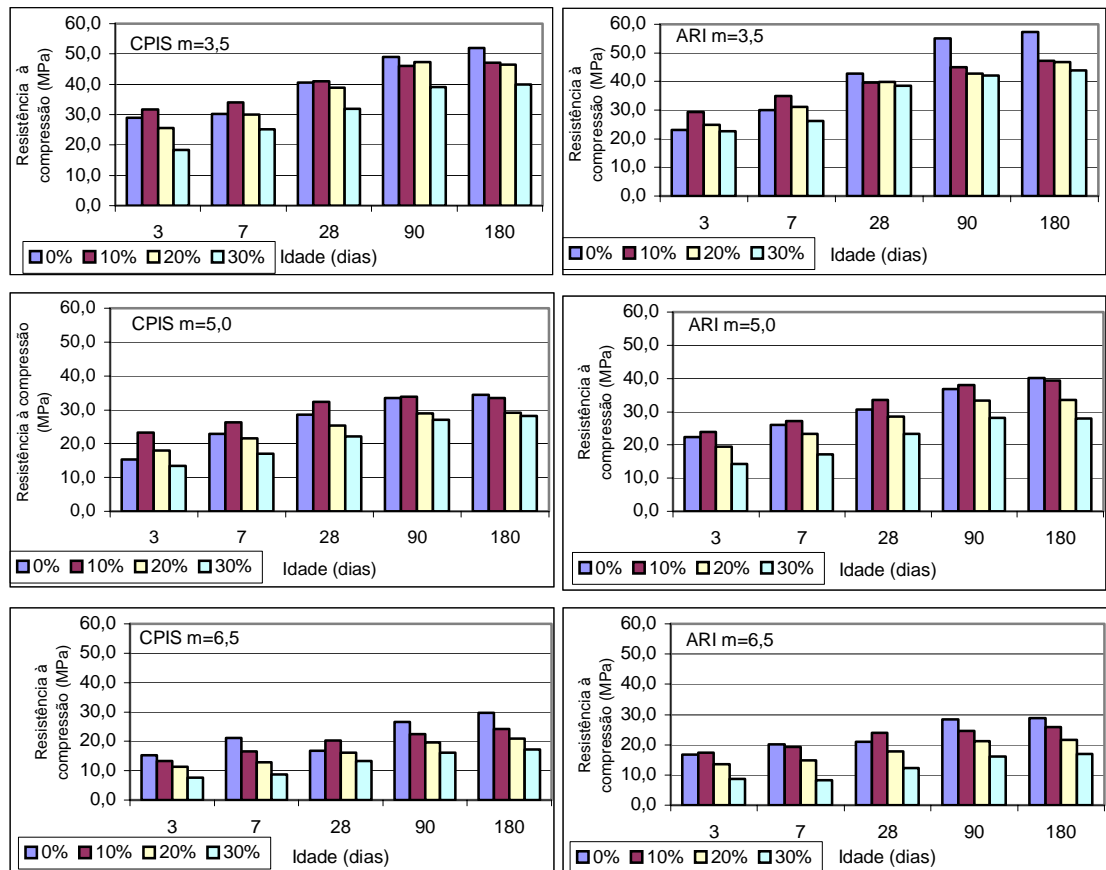 Resistência à
compressão (MPa)
60,0
50,0
40,0
30,0
20,0
10,0
0,0
CPIS m=3,5
3 7 28 90 180
0% 10% 20% 30%
Idade (dias)
Resistência à
compressão (MPa)
60,0
50,0
40,0
30,0
20,0
10,0
0,0
ARI m=3,5
3 7 28 90 180
0% 10% 20% 30%
Idade (dias)
Resistência à compressão
(MPa)
60,0
50,0
40,0
30,0
20,0
10,0
0,0
CPIS m=5,0
3 7 28 90 180
0% 10% 20% 30%
Idade (dias)
Resistência à
compressão (MPa)
60,0
50,0
40,0
30,0
20,0
10,0
0,0
ARI m=5,0
3 7 28 90 180
0% 10% 20% 30%
Idade (dias)
Resistência à
compressão (MPa)
60,0
50,0
40,0
30,0
20,0
10,0
0,0
CPIS m=6,5
3 7 28 90 180
0% 10% 20% 30%
Idade (dias)
Resistência à
compressão (MPa)
60,0
50,0
40,0
30,0
20,0
10,0
0,0
ARI m=6,5
3 7 28 90 180
0% 10% 20% 30%
Idade (dias)